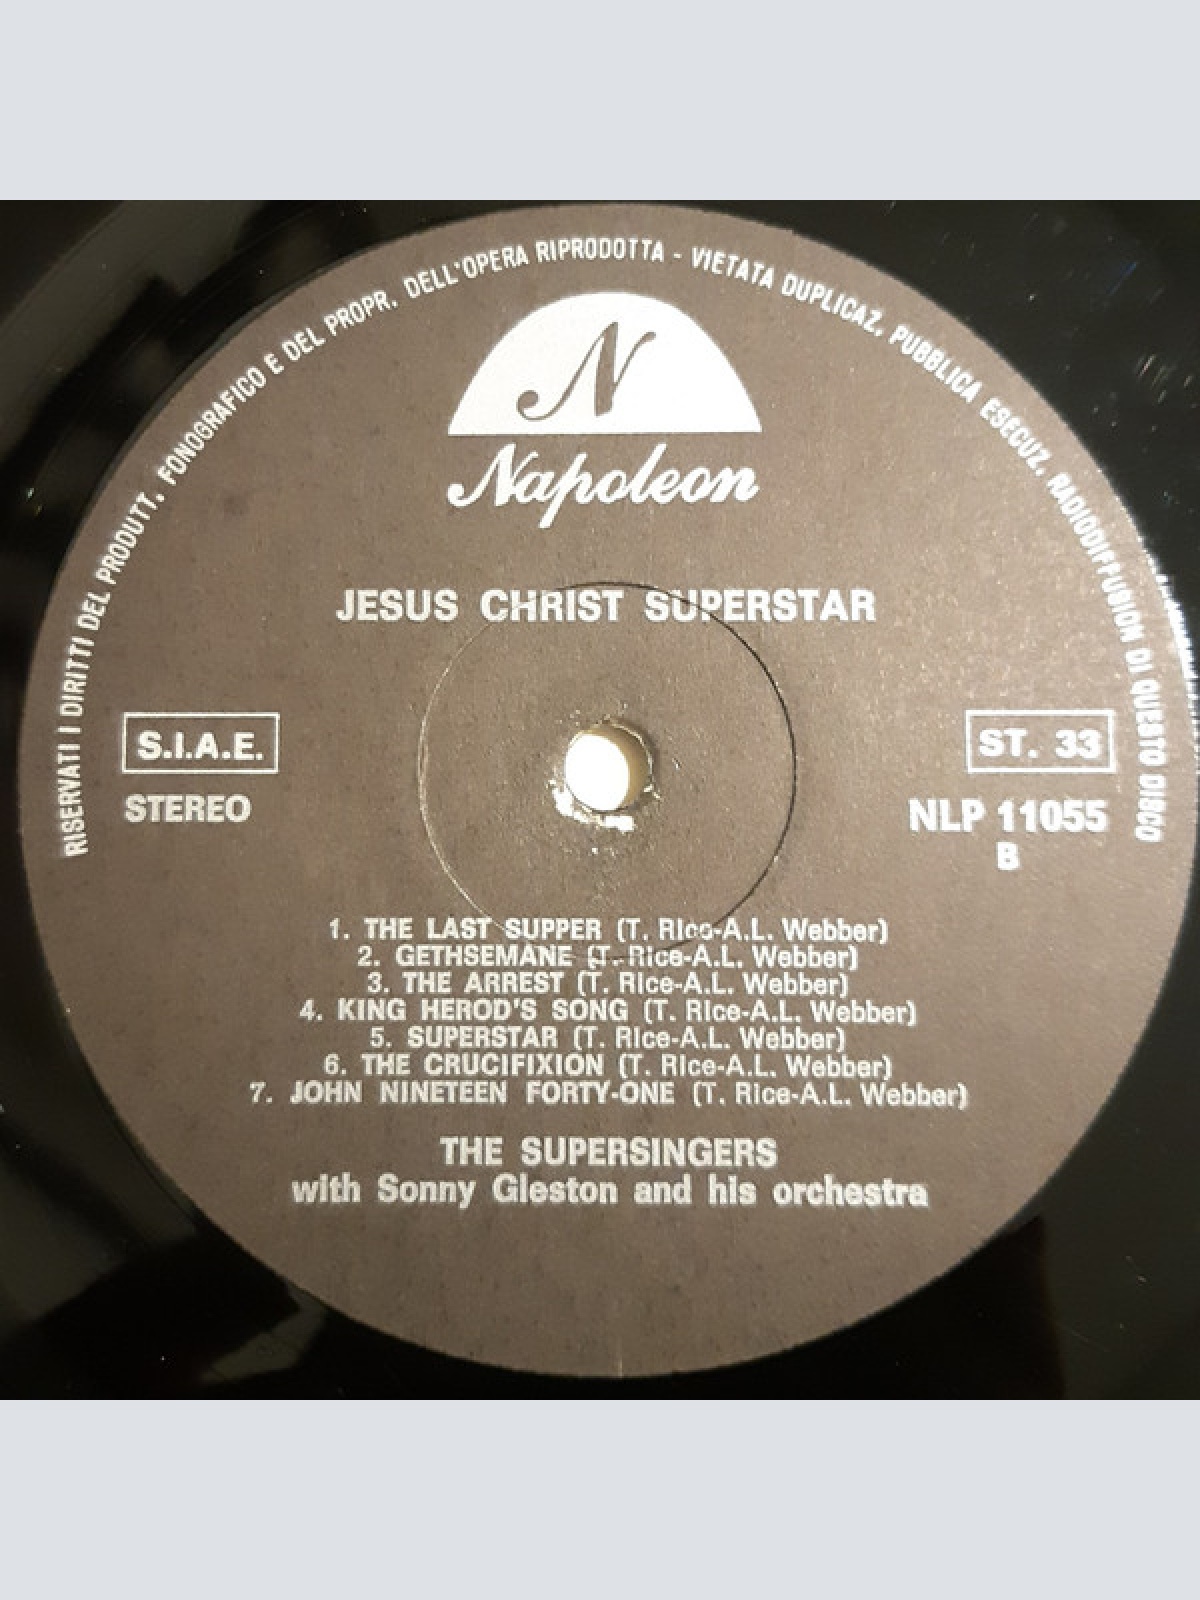 RISERVATI I DIRITTI DEL PRODUTT. FONOGRAFICO E DEL PROPR. DELL'OPERA RIPRODOTTA - VIETATA DUPLICAZ. PUBBLICA ESECUZ. RADIODIFFUSION DI QUESTO DISCO
N
Napoleon
JESUS CHRIST SUPERSTAR
S.I.A.E.
STEREO
ST. 33
NLP 11055
B
1. THE LAST SUPPER (T. Rice-A.L. Webber)
2. GETHSEMANE (T. Rice-A.L. Webber)
3. THE ARREST (T. Rice-A.L. Webber)
4. KING HEROD'S SONG (T. Rice-A.L. Webber)
5. SUPERSTAR (T. Rice-A.L. Webber)
6. THE CRUCIFIXION (T. Rice-A.L. Webber)
7. JOHN NINETEEN FORTY-ONE (T. Rice-A.L. Webber)
THE SUPERSINGERS
with Sonny Gleston and his orchestra